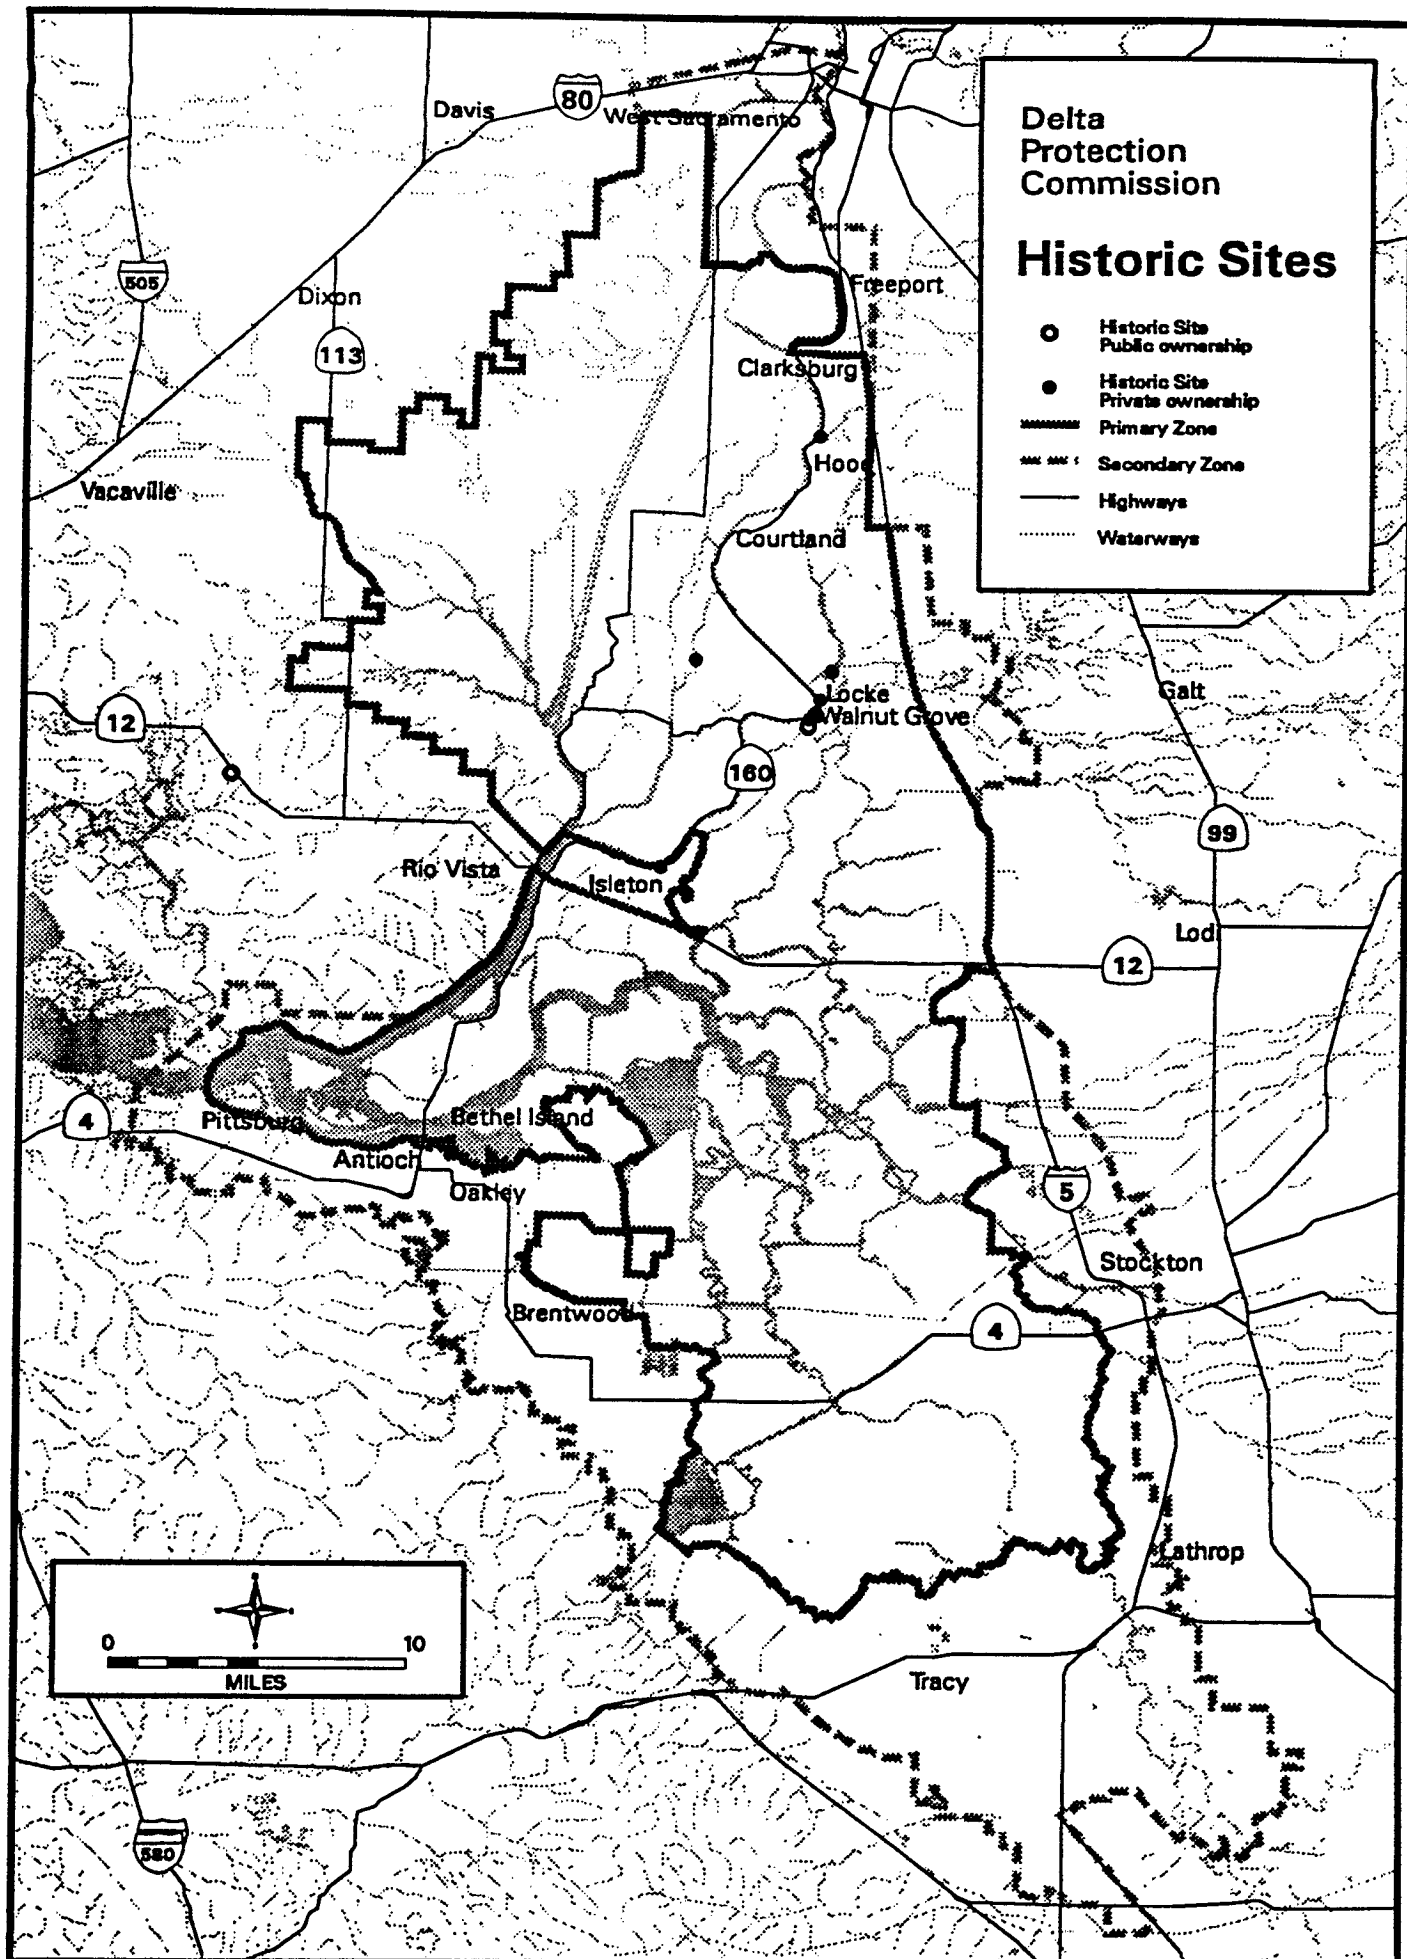 Delta
Protection
Commission
Historic Sites
Historic Site
Public ownership
Historic Site
Private ownership
Primary Zone
Secondary Zone
Highways
Waterways
Davis
80
West Sacramento
505
Dixon
113
Freeport
Clarksburg
Hood
Vacaville
Courtland
Locke
Walnut Grove
Galt
12
160
99
Rio Vista
Isleton
Lodi
12
4
Pittsburg
Bethel Island
Antioch
Oakley
5
Stockton
Brentwood
4
Lathrop
0 10
MILES
Tracy
580